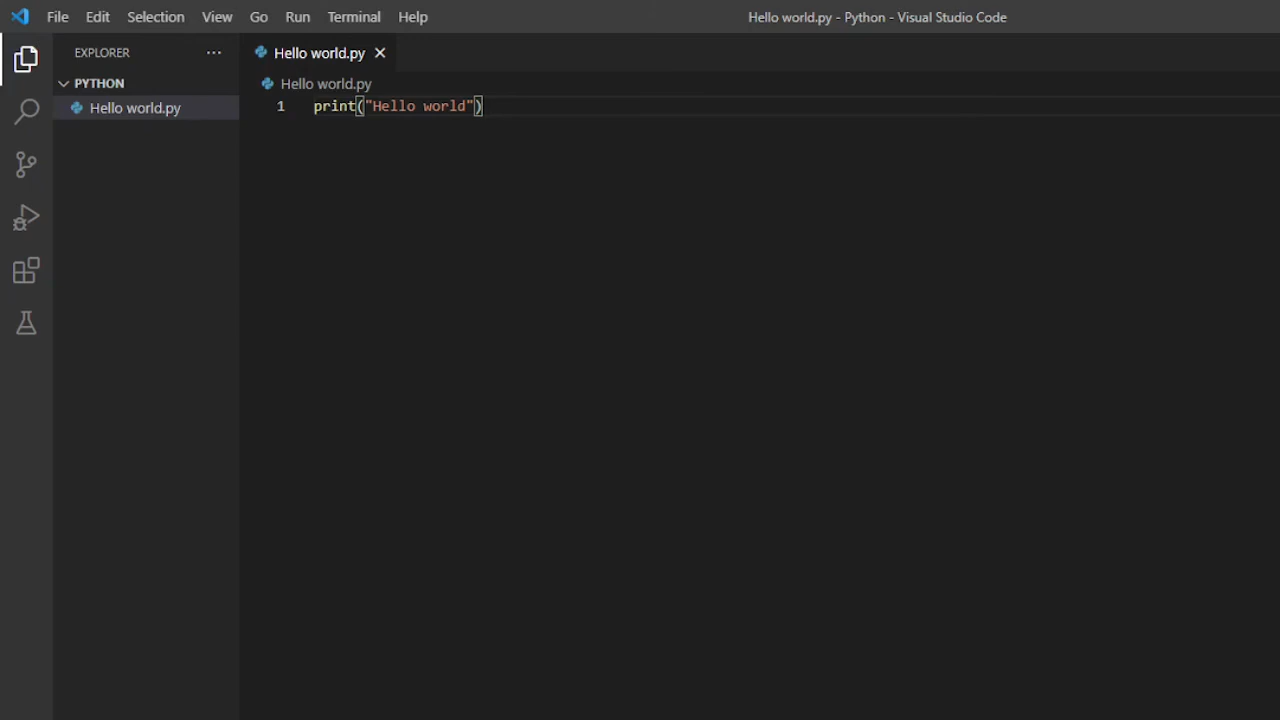 File Edit Selection View Go Run Terminal Help Hello world.py - Python - Visual Studio Code
EXPLORER ···
PYTHON
Hello world.py
Hello world.py
Hello world.py
1 print("Hello world")